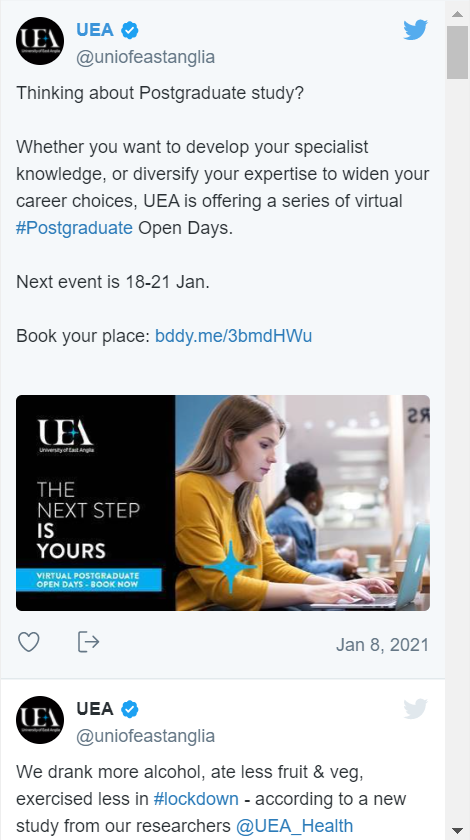 UEA
University of East Anglia
UEA
@uniofeastanglia
Thinking about Postgraduate study?
Whether you want to develop your specialist
knowledge, or diversify your expertise to widen your
career choices, UEA is offering a series of virtual
#Postgraduate Open Days.
Next event is 18-21 Jan.
Book your place: bddy.me/3bmdHWu
UEA
University of East Anglia
THE
NEXT STEP
IS
YOURS
VIRTUAL POSTGRADUATE
OPEN DAYS - BOOK NOW
Jan 8, 2021
UEA
University of East Anglia
UEA
@uniofeastanglia
We drank more alcohol, ate less fruit & veg,
exercised less in #lockdown - according to a new
study from our researchers @UEA_Health